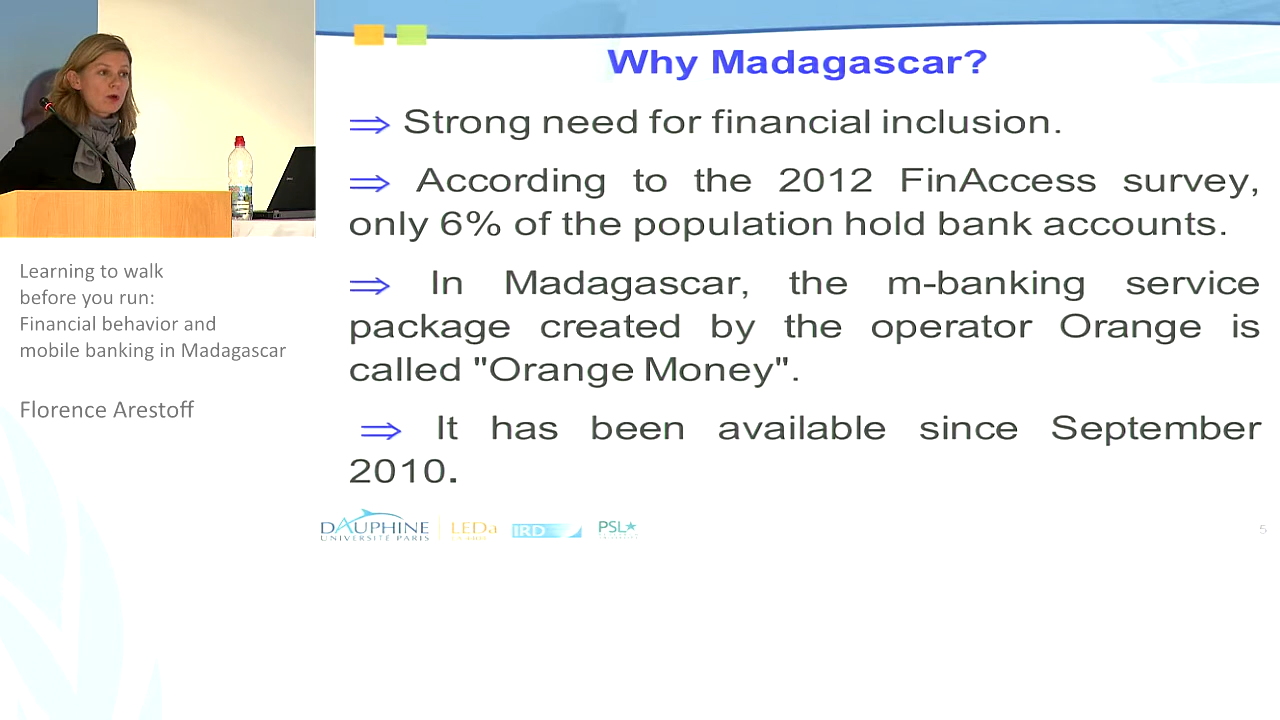 Why Madagascar?
⇒ Strong need for financial inclusion.
⇒ According to the 2012 FinAccess survey,
only 6% of the population hold bank accounts.
⇒ In Madagascar, the m-banking service
package created by the operator Orange is
called "Orange Money".
⇒ It has been available since September
2010.
Learning to walk
before you run:
Financial behavior and
mobile banking in Madagascar
Florence Arestoff
DAUPHINE
UNIVERSITÉ PARIS
LEDa
IRD
PSL★
5